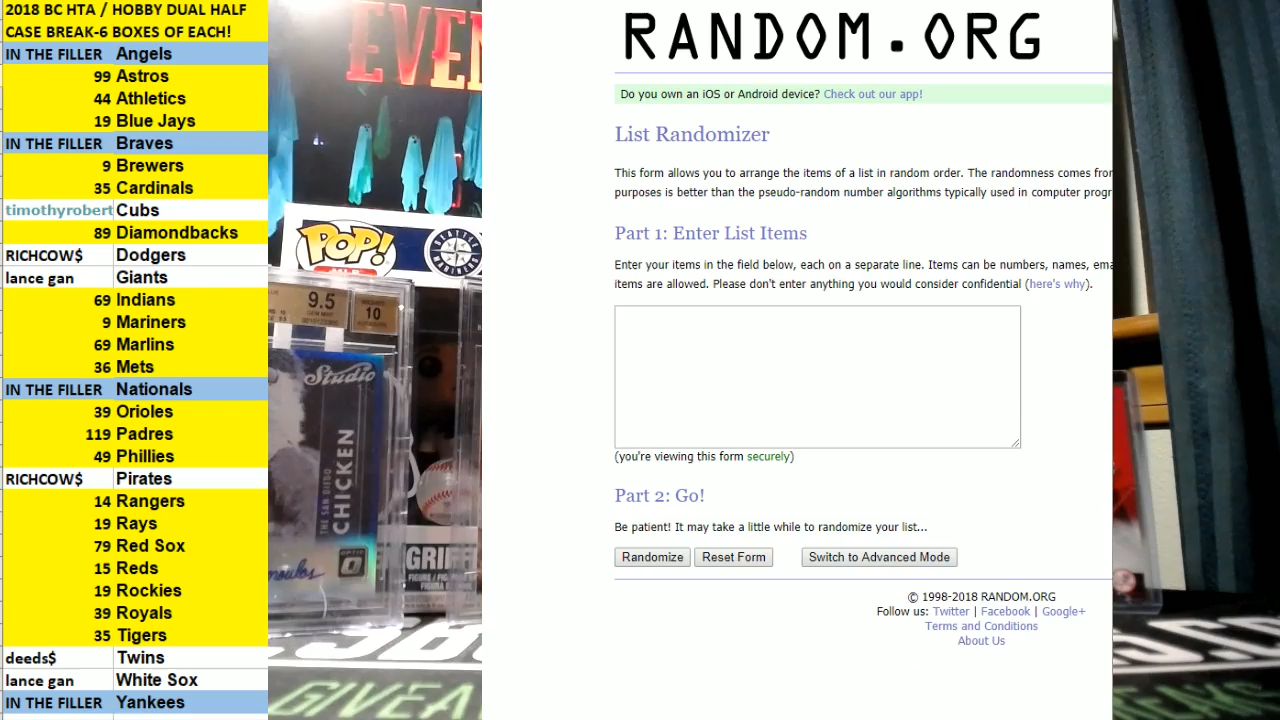 2018 BC HTA / HOBBY DUAL HALF
CASE BREAK-6 BOXES OF EACH!
IN THE FILLER Angels
99 Astros
44 Athletics
19 Blue Jays
IN THE FILLER Braves
9 Brewers
35 Cardinals
timothyrobert Cubs
89 Diamondbacks
RICHCOW$ Dodgers
lance gan Giants
69 Indians
9 Mariners
69 Marlins
36 Mets
IN THE FILLER Nationals
39 Orioles
119 Padres
49 Phillies
RICHCOW$ Pirates
14 Rangers
19 Rays
79 Red Sox
15 Reds
19 Rockies
39 Royals
35 Tigers
deeds$ Twins
lance gan White Sox
IN THE FILLER Yankees
EVEN
POP!
SEATTLE
MARINERS
9.5
GEM MINT
10
Studio
THE SAN DIEGO
CHICKEN
OPTIC
GRIFF
GIVEA
RANDOM.ORG
Do you own an iOS or Android device? Check out our app!
List Randomizer
This form allows you to arrange the items of a list in random order. The randomness comes from
purposes is better than the pseudo-random number algorithms typically used in computer progr
Part 1: Enter List Items
Enter your items in the field below, each on a separate line. Items can be numbers, names, ema
items are allowed. Please don't enter anything you would consider confidential (here's why).
(you're viewing this form securely)
Part 2: Go!
Be patient! It may take a little while to randomize your list...
Randomize Reset Form Switch to Advanced Mode
© 1998-2018 RANDOM.ORG
Follow us: Twitter | Facebook | Google+
Terms and Conditions
About Us